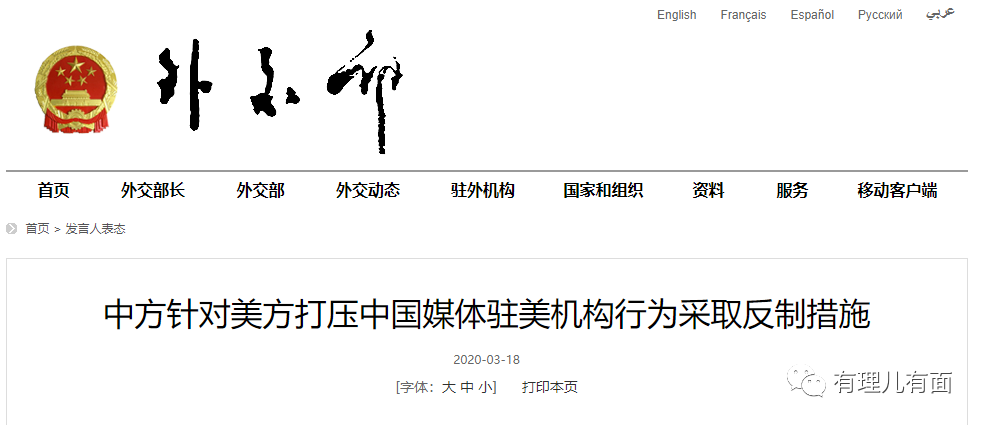 English Français Español Русский عربي
外交部
首页 外交部长 外交部 外交动态 驻外机构 国家和组织 资料 服务 移动客户端
首页 > 发言人表态
中方针对美方打压中国媒体驻美机构行为采取反制措施
2020-03-18
[字体：大 中 小] 打印本页
有理儿有面